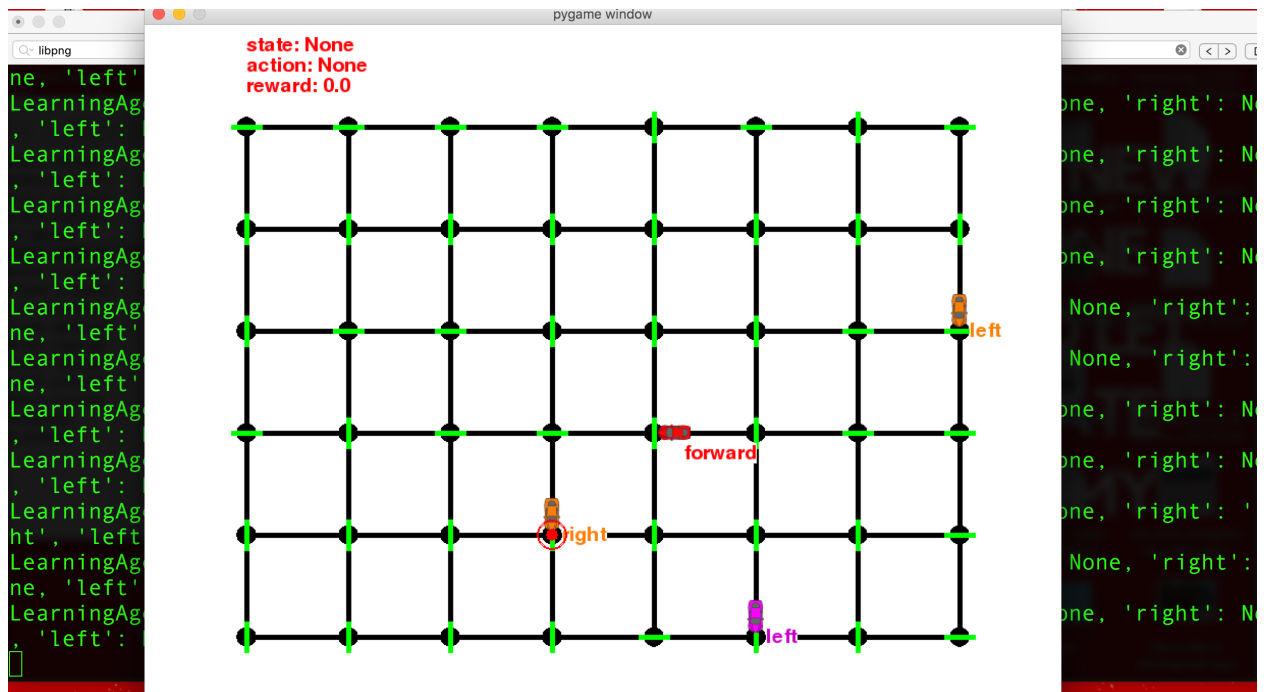 pygame window
libpng
< >
state: None
action: None
reward: 0.0
ne, 'left'
LearningAg
, 'left':
LearningAg
, 'left':
LearningAg
, 'left':
LearningAg
, 'left':
LearningAg
ne, 'left'
LearningAg
ne, 'left'
LearningAg
, 'left':
LearningAg
, 'left':
LearningAg
ht', 'left
LearningAg
ne, 'left'
LearningAg
, 'left':
left
forward
right
left
one, 'right': No
one, 'right': No
one, 'right': No
one, 'right': No
None, 'right':
None, 'right':
one, 'right': No
one, 'right': No
one, 'right': '
None, 'right':
one, 'right': No